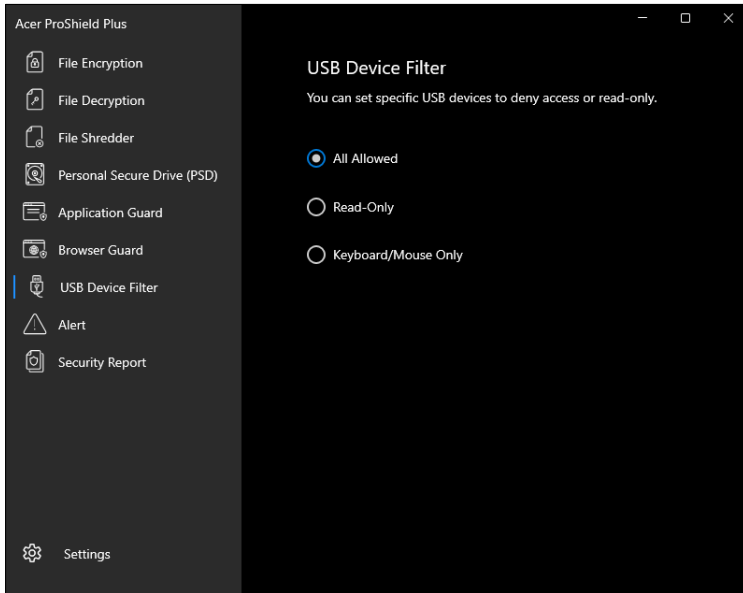 Acer ProShield Plus
File Encryption
File Decryption
File Shredder
Personal Secure Drive (PSD)
Application Guard
Browser Guard
USB Device Filter
Alert
Security Report
Settings
USB Device Filter
You can set specific USB devices to deny access or read-only.
All Allowed
Read-Only
Keyboard/Mouse Only